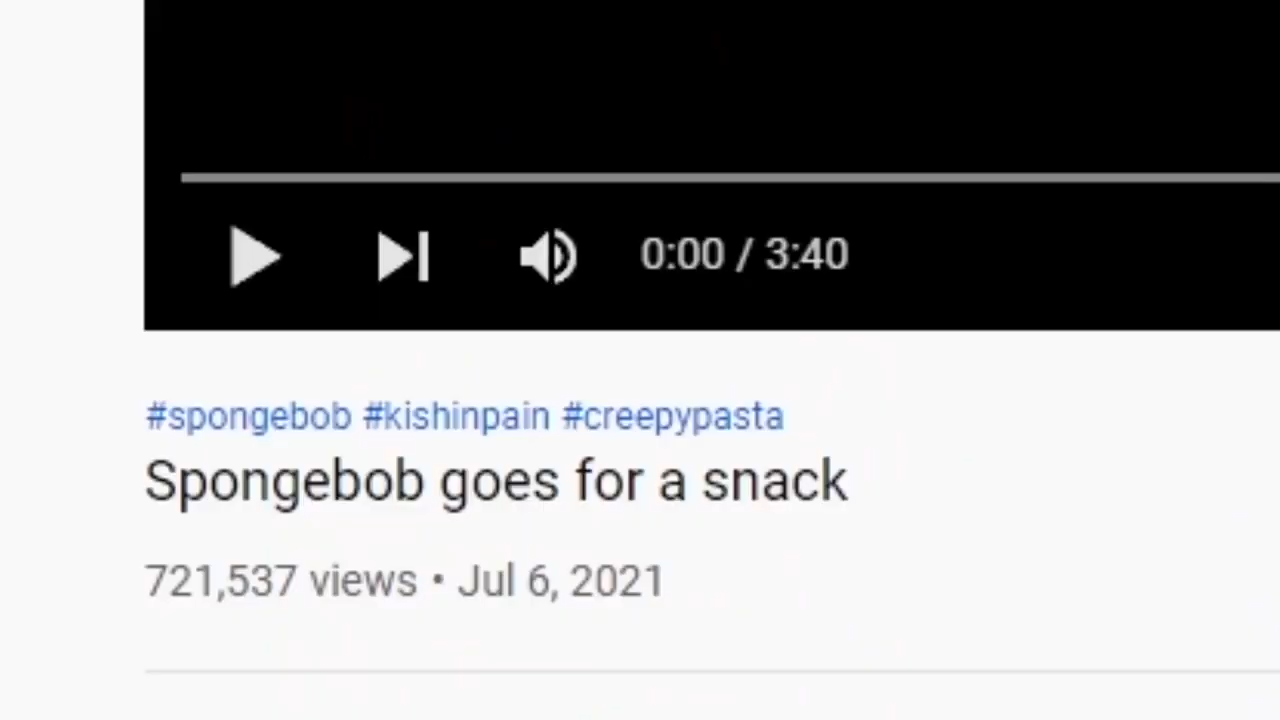 0:00 / 3:40
#spongebob #kishinpain #creepypasta
Spongebob goes for a snack
721,537 views • Jul 6, 2021